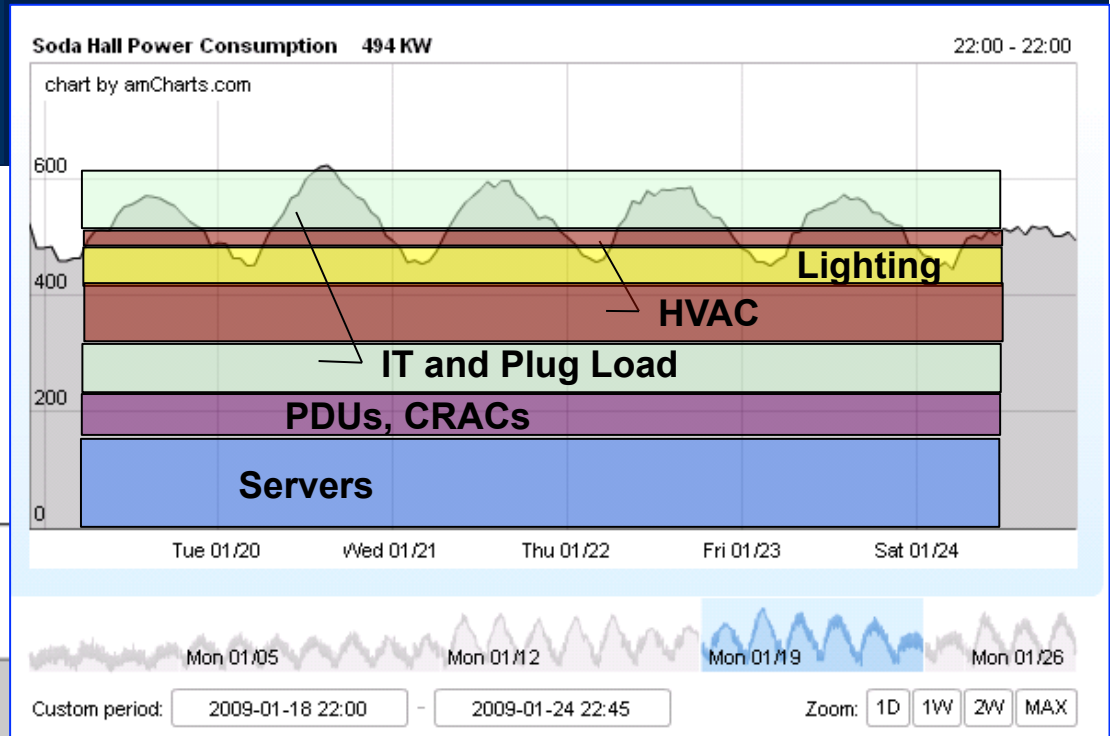 Soda Hall Power Consumption 494 KW 22:00 - 22:00
chart by amCharts.com
600
Lighting
400
HVAC
IT and Plug Load
200
PDUs, CRACs
Servers
0
Tue 01/20 Wed 01/21 Thu 01/22 Fri 01/23 Sat 01/24
Mon 01/05 Mon 01/12 Mon 01/19 Mon 01/26
Custom period: 2009-01-18 22:00 - 2009-01-24 22:45 Zoom: 1D 1W 2W MAX